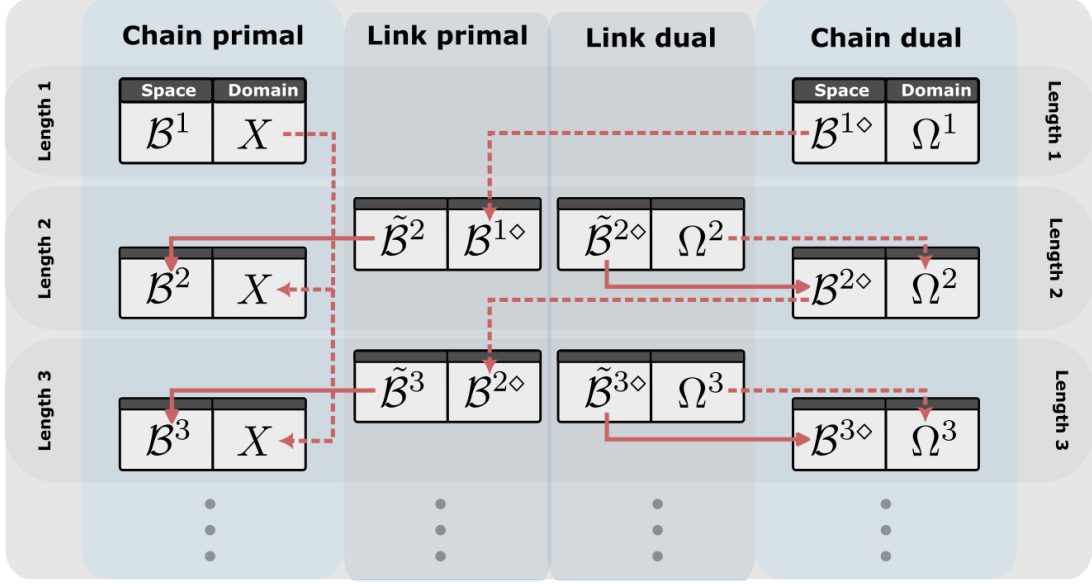 Chain primal Link primal Link dual Chain dual
Length 1
Space Domain
ℬ¹ X
Space Domain
ℬ¹⋄ Ω¹
Length 1
Length 2
ℬ̃² ℬ¹⋄
ℬ̃²⋄ Ω²
ℬ² X
ℬ²⋄ Ω²
Length 2
Length 3
ℬ̃³ ℬ²⋄
ℬ̃³⋄ Ω³
ℬ³ X
ℬ³⋄ Ω³
Length 3